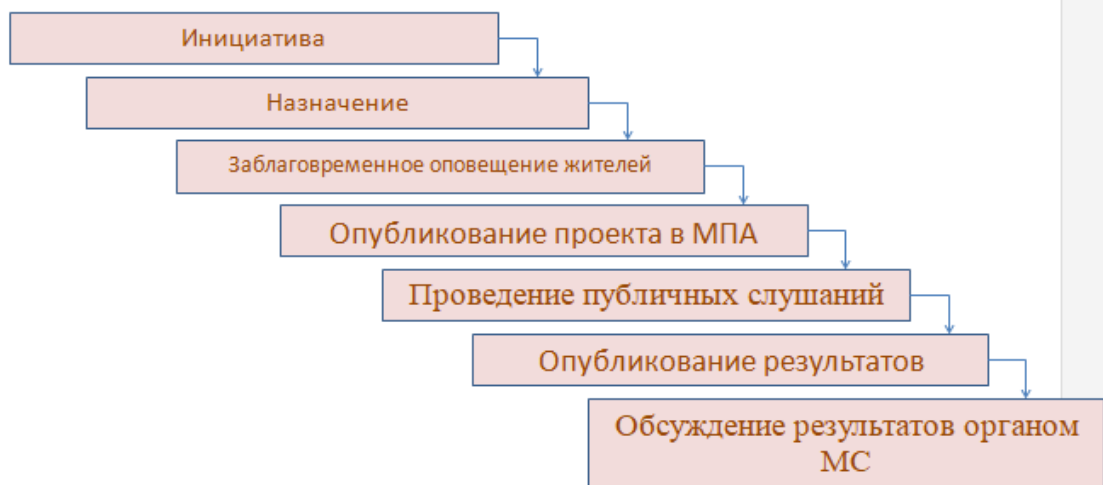 Инициатива
Назначение
Заблаговременное оповещение жителей
Опубликование проекта в МПА
Проведение публичных слушаний
Опубликование результатов
Обсуждение результатов органом
МС